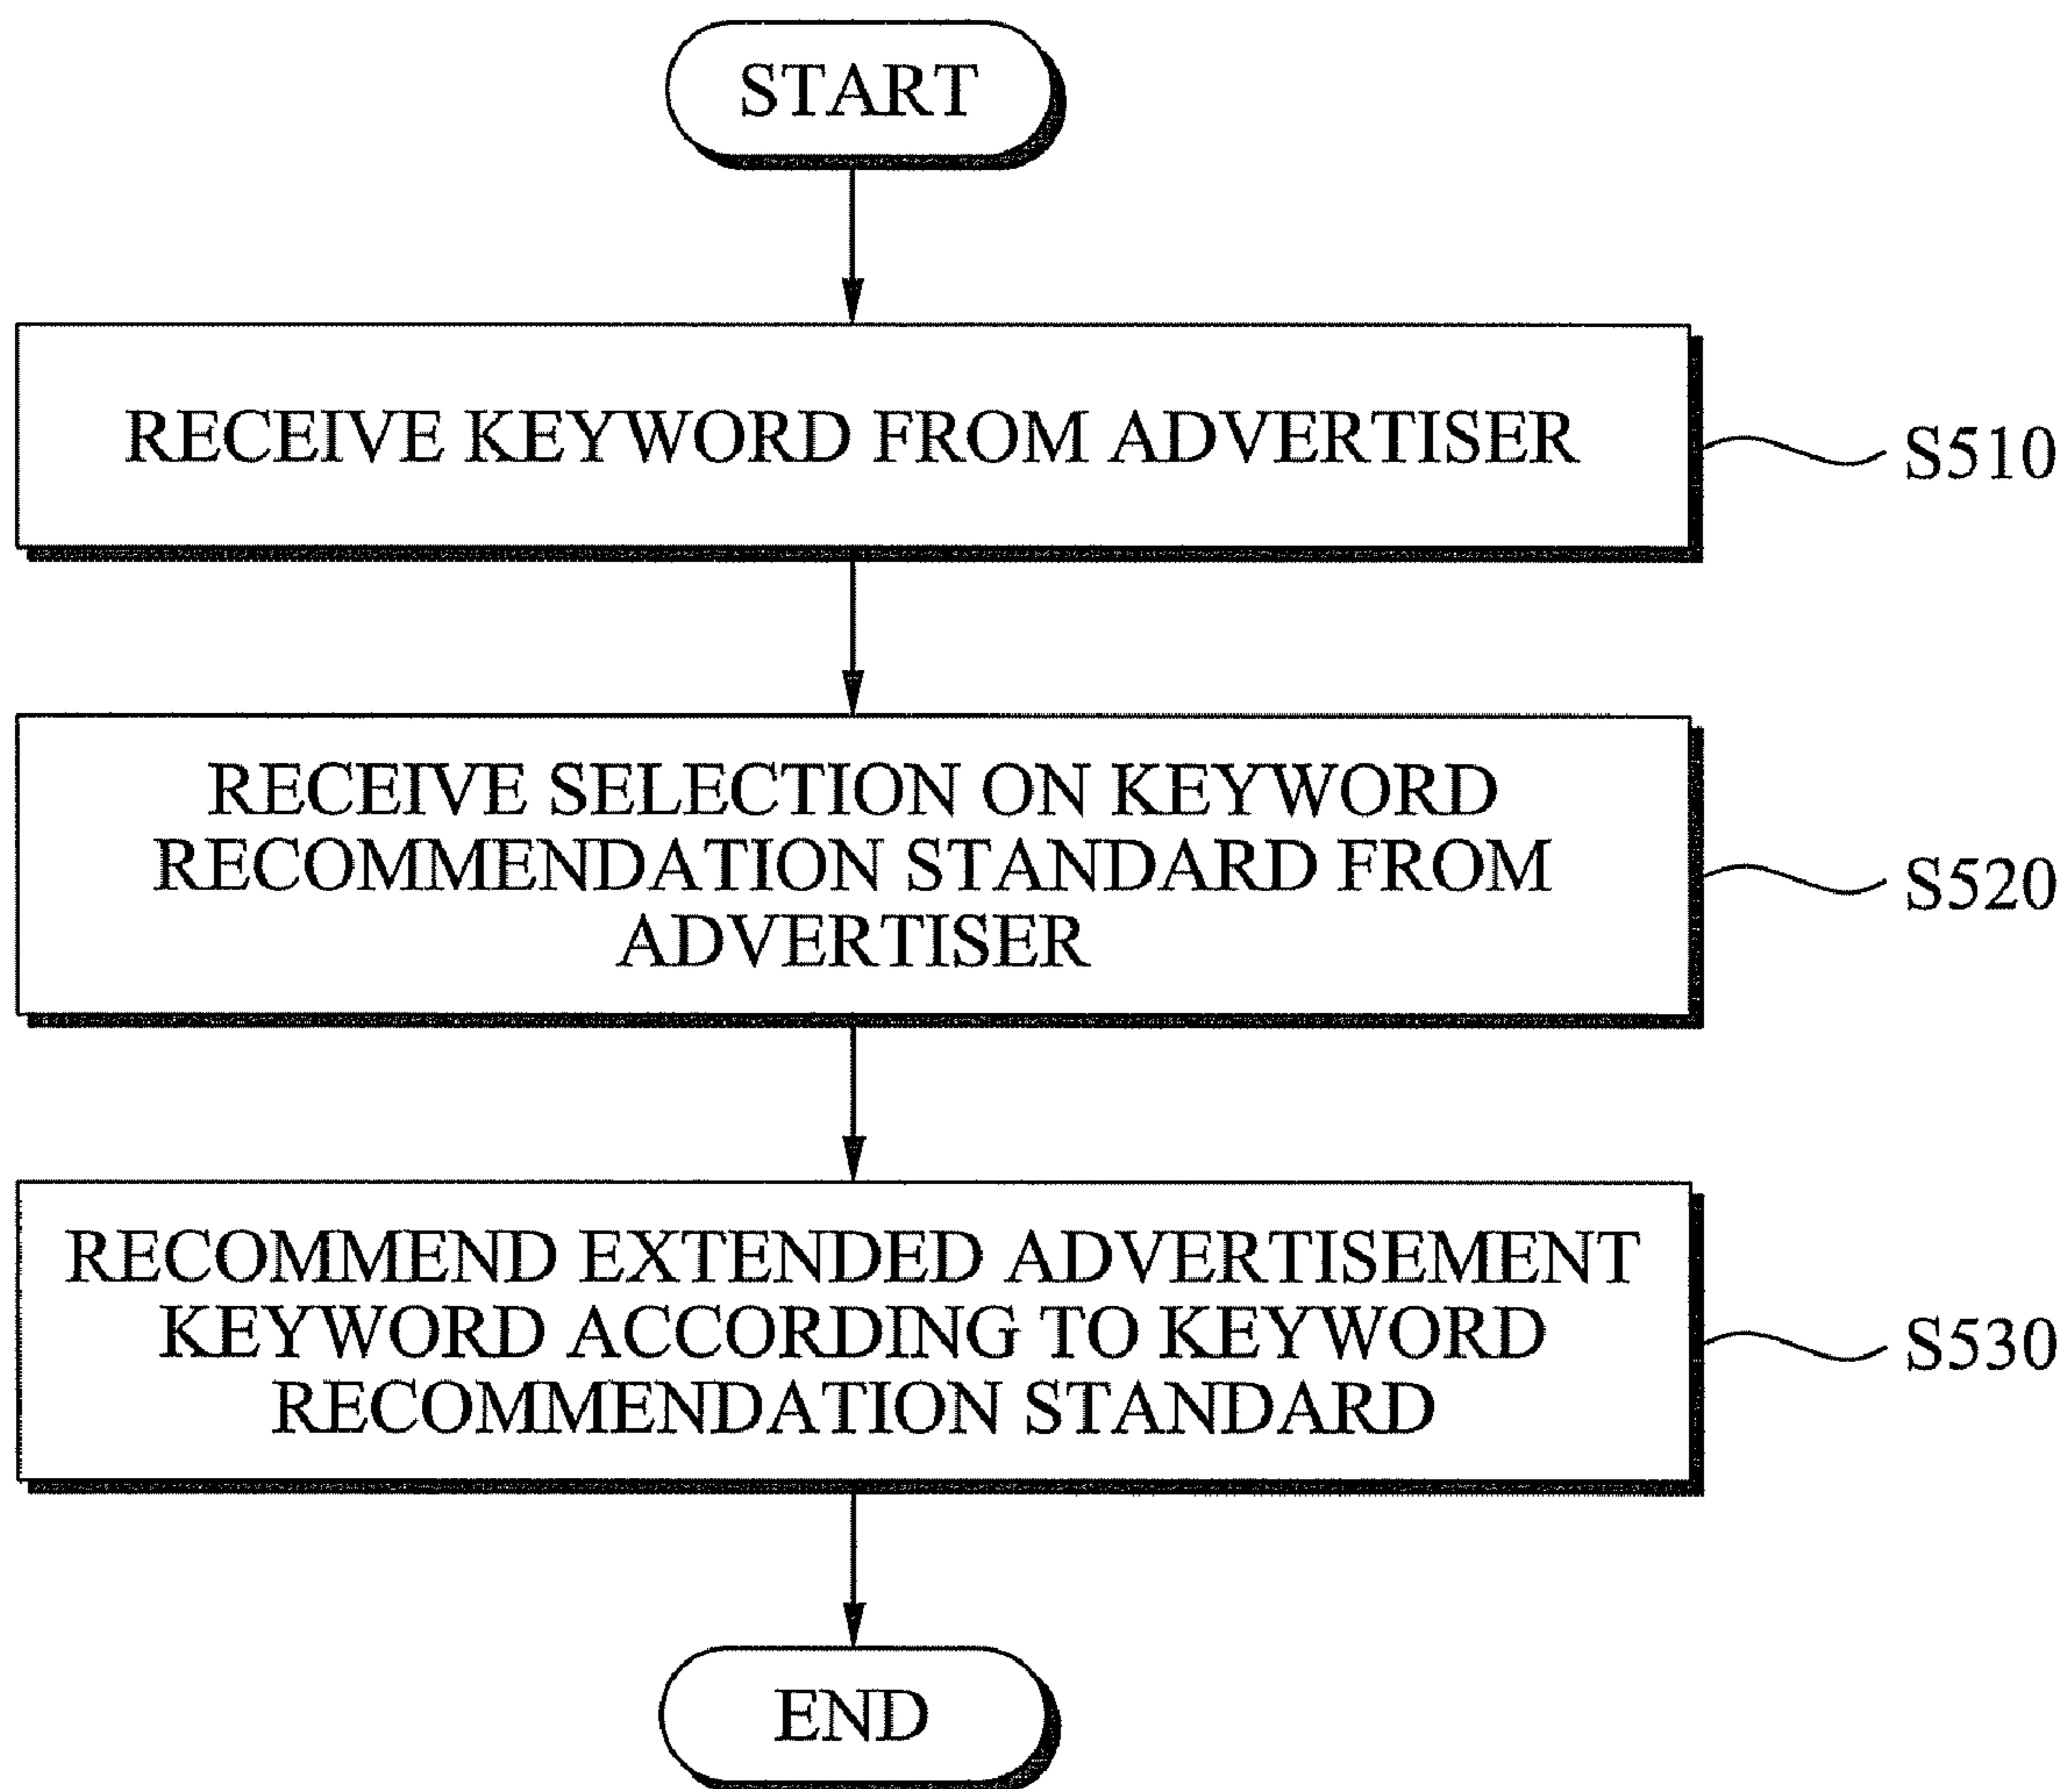 START
RECEIVE KEYWORD FROM ADVERTISER
S510
RECEIVE SELECTION ON KEYWORD
RECOMMENDATION STANDARD FROM
ADVERTISER
S520
RECOMMEND EXTENDED ADVERTISEMENT
KEYWORD ACCORDING TO KEYWORD
RECOMMENDATION STANDARD
S530
END